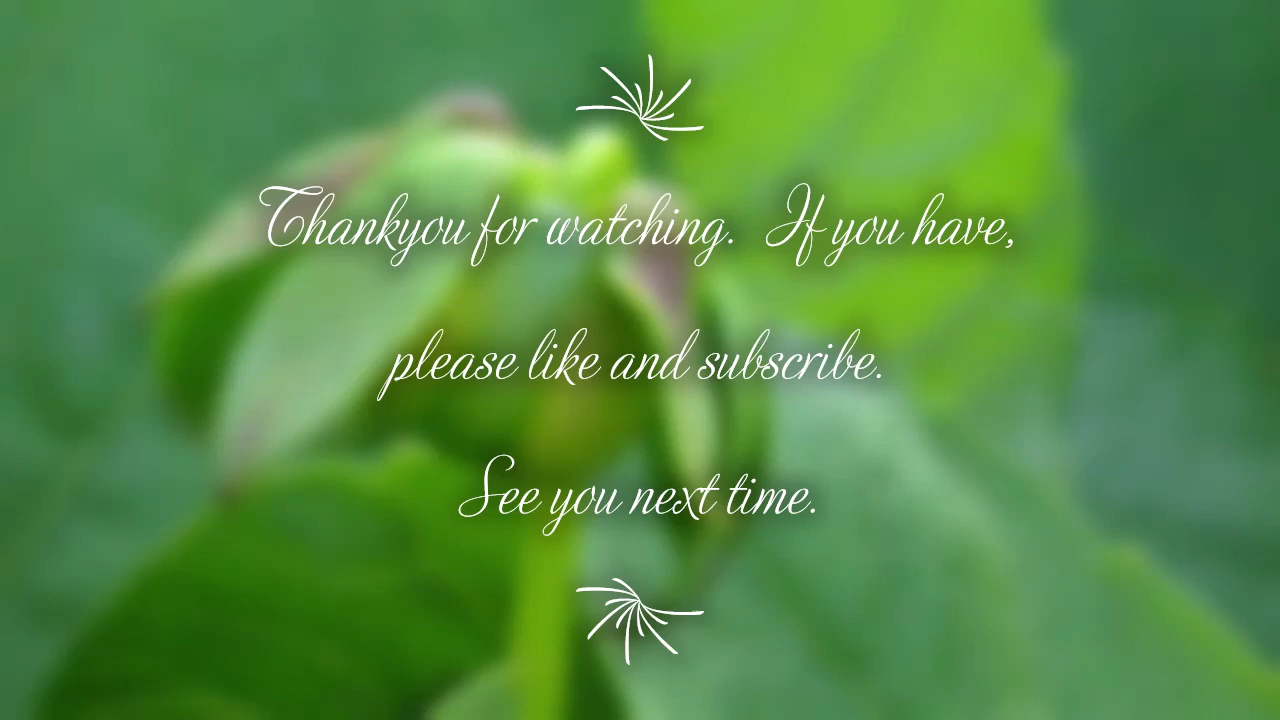 Thankyou for watching. If you have,
please like and subscribe.
See you next time.